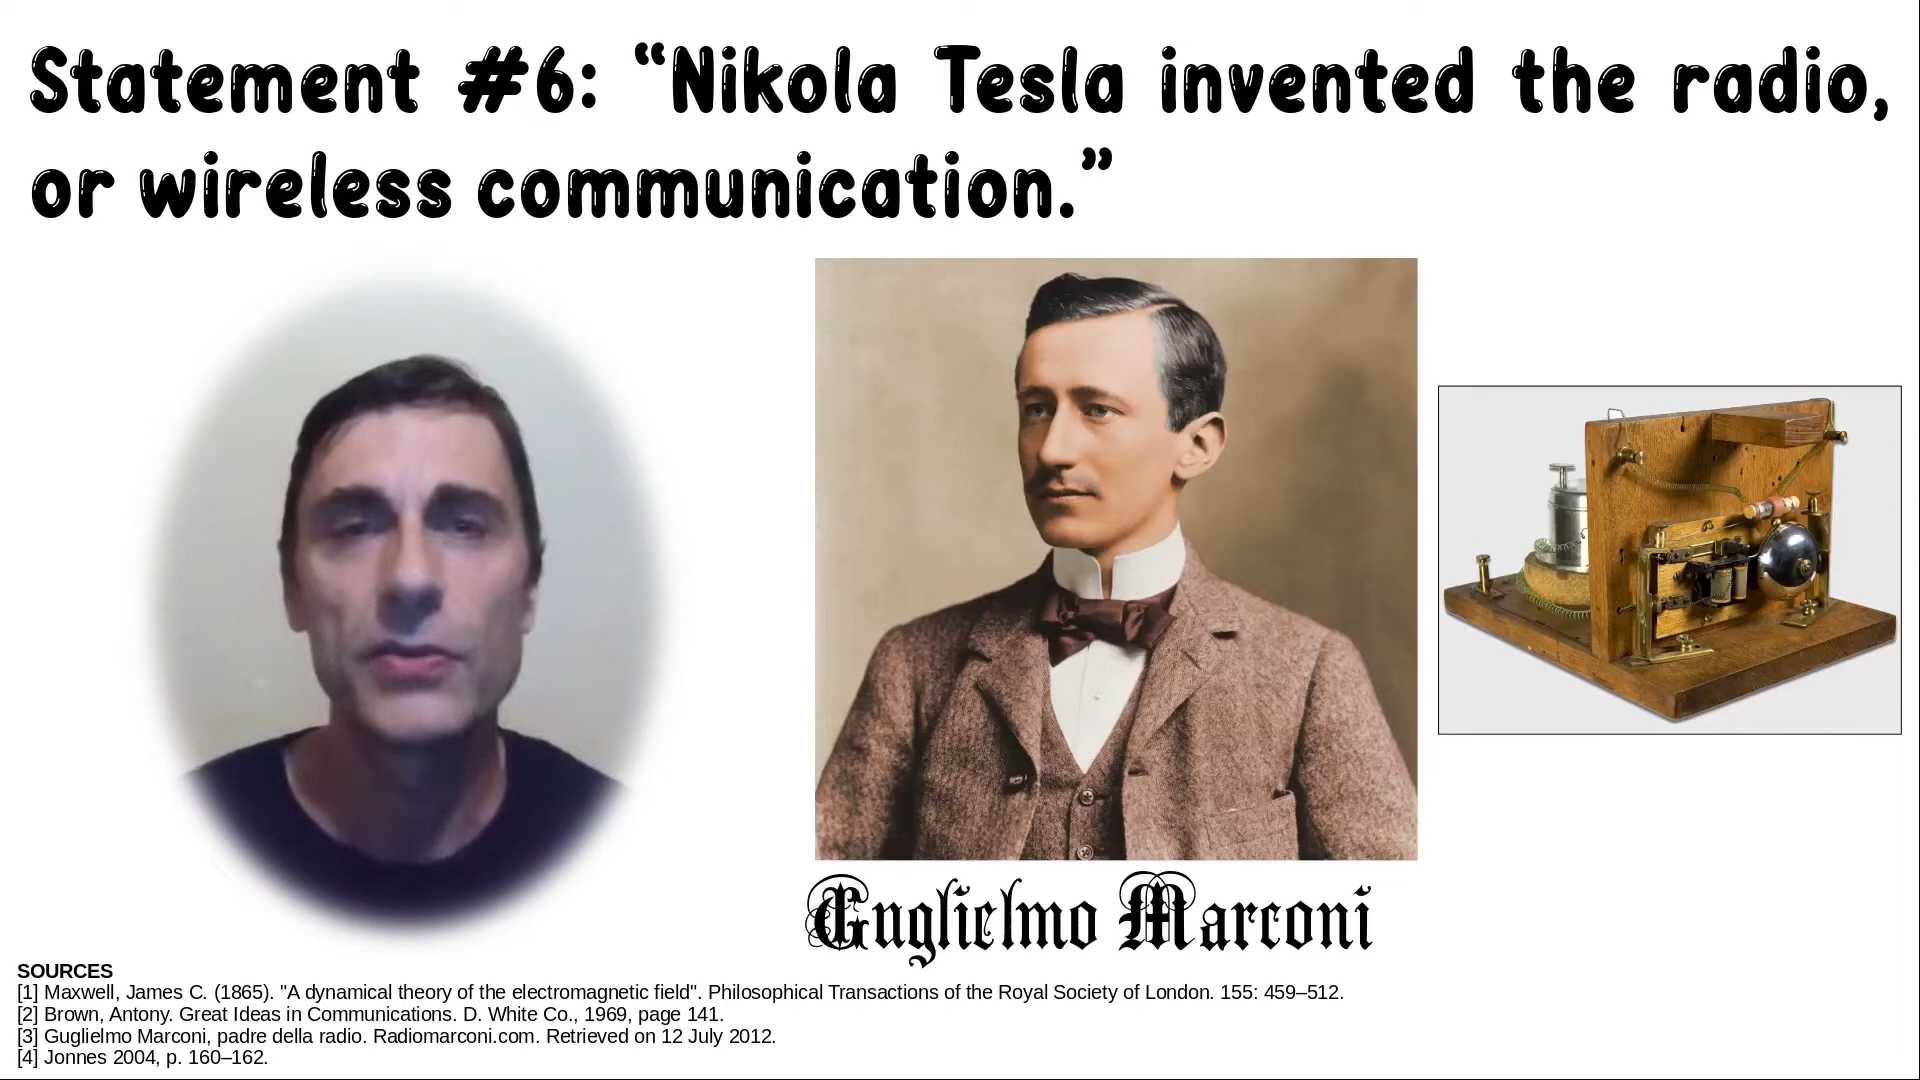 Statement #6: “Nikola Tesla invented the radio,
or wireless communication.”
Guglielmo Marconi
SOURCES
[1] Maxwell, James C. (1865). "A dynamical theory of the electromagnetic field". Philosophical Transactions of the Royal Society of London. 155: 459–512.
[2] Brown, Antony. Great Ideas in Communications. D. White Co., 1969, page 141.
[3] Guglielmo Marconi, padre della radio. Radiomarconi.com. Retrieved on 12 July 2012.
[4] Jonnes 2004, p. 160–162.